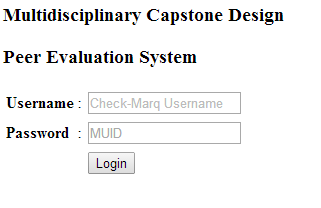 Multidisciplinary Capstone Design
Peer Evaluation System
Username : Check-Marq Username
Password : MUID
Login